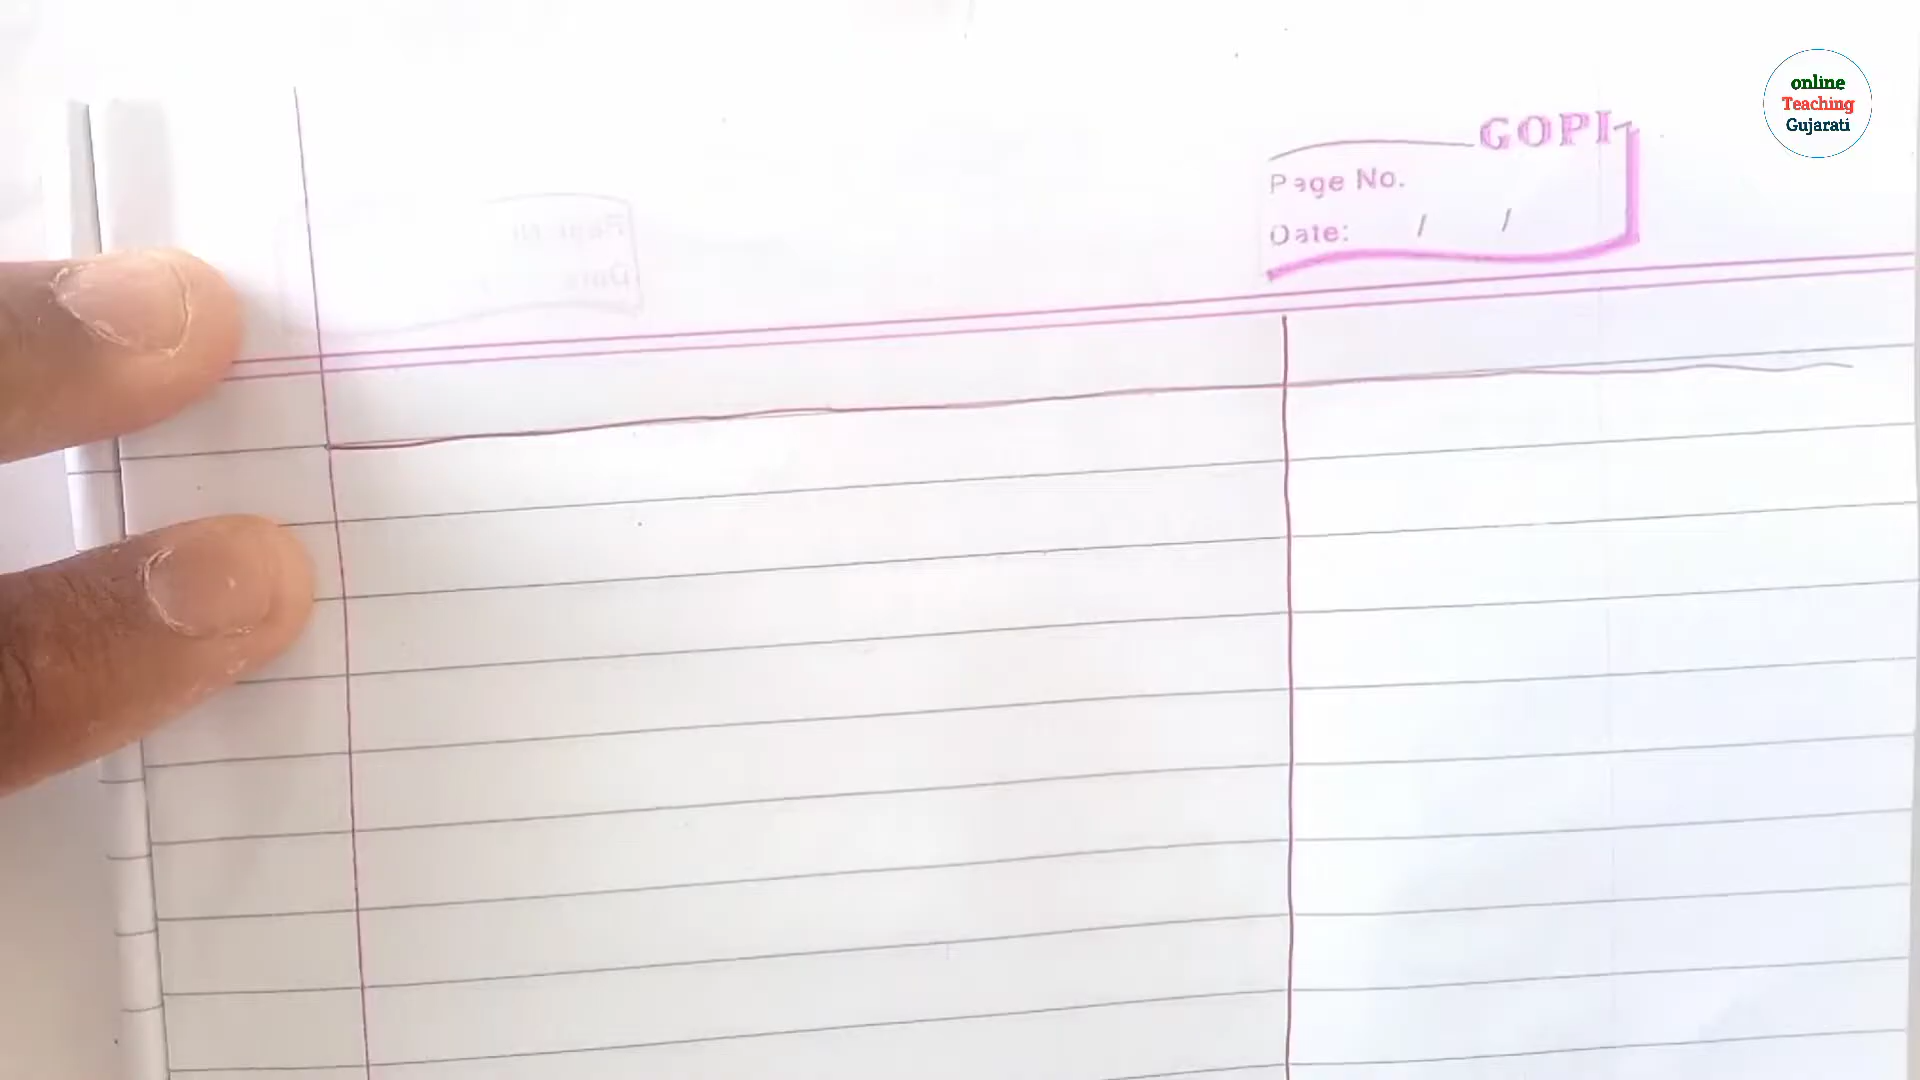 online
Teaching
Gujarati
GOPI
Page No.
Date: / /